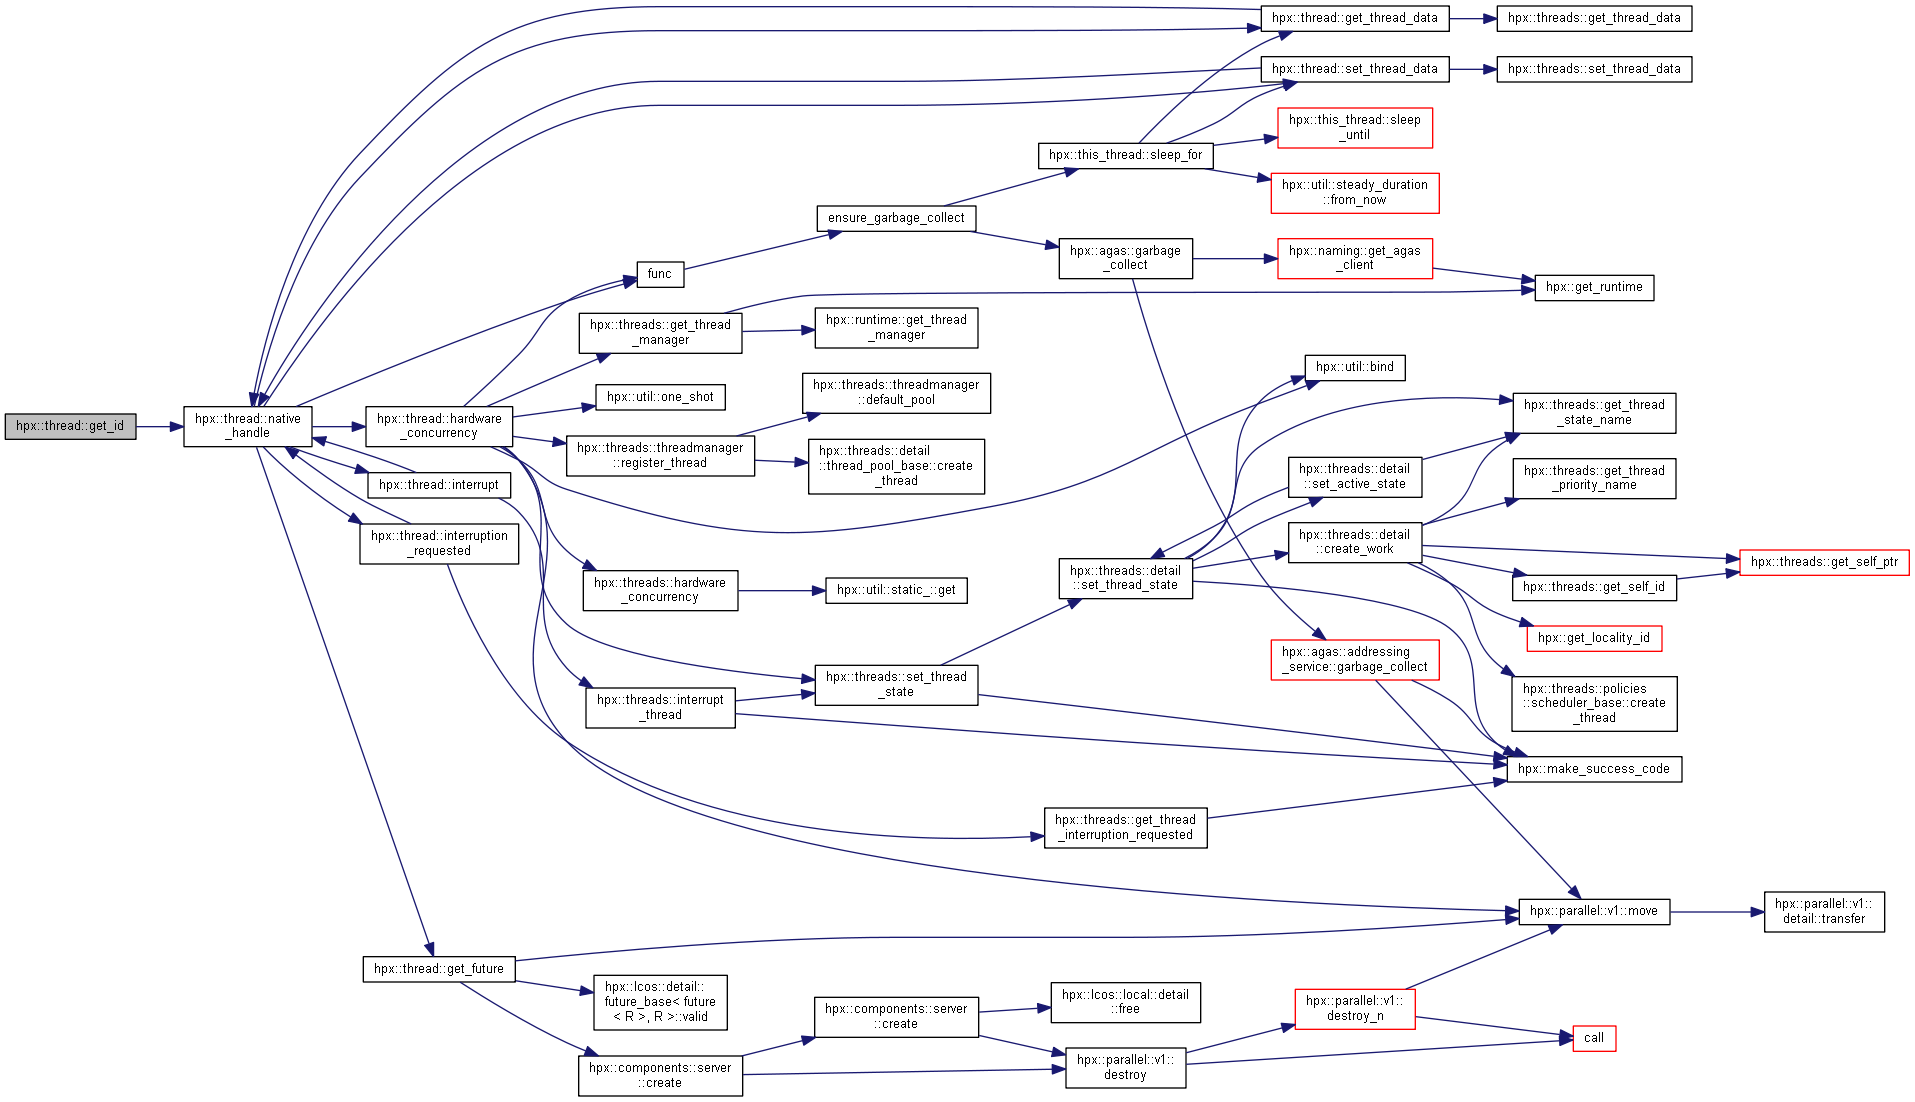 hpx::thread::get_id
hpx::thread::native
_handle
hpx::thread::hardware
_concurrency
hpx::thread::interrupt
hpx::thread::interruption
_requested
hpx::thread::get_future
func
hpx::threads::get_thread
_manager
hpx::util::one_shot
hpx::threads::threadmanager
::register_thread
hpx::threads::hardware
_concurrency
hpx::threads::interrupt
_thread
hpx::lcos::detail::
future_base< future
< R >, R >::valid
hpx::components::server
::create
ensure_garbage_collect
hpx::runtime::get_thread
_manager
hpx::threads::threadmanager
::default_pool
hpx::threads::detail
::thread_pool_base::create
_thread
hpx::util::static_::get
hpx::threads::set_thread
_state
hpx::components::server
::create
hpx::this_thread::sleep_for
hpx::agas::garbage
_collect
hpx::threads::detail
::set_thread_state
hpx::threads::get_thread
_interruption_requested
hpx::lcos::local::detail
::free
hpx::parallel::v1::
destroy
hpx::thread::get_thread_data
hpx::thread::set_thread_data
hpx::this_thread::sleep
_until
hpx::util::steady_duration
::from_now
hpx::naming::get_agas
_client
hpx::util::bind
hpx::threads::detail
::set_active_state
hpx::threads::detail
::create_work
hpx::agas::addressing
_service::garbage_collect
hpx::parallel::v1::
destroy_n
hpx::threads::get_thread_data
hpx::threads::set_thread_data
hpx::get_runtime
hpx::threads::get_thread
_state_name
hpx::threads::get_thread
_priority_name
hpx::threads::get_self_id
hpx::get_locality_id
hpx::threads::policies
::scheduler_base::create
_thread
hpx::make_success_code
hpx::parallel::v1::move
call
hpx::threads::get_self_ptr
hpx::parallel::v1::
detail::transfer